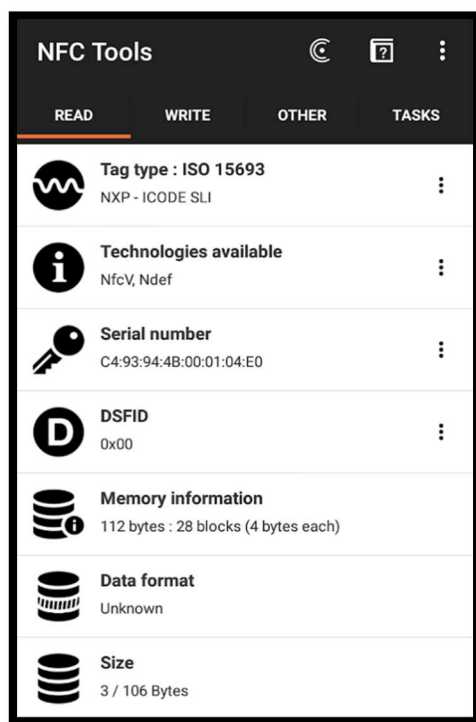 NFC Tools
READ WRITE OTHER TASKS
Tag type : ISO 15693
NXP - ICODE SLI
Technologies available
NfcV, Ndef
Serial number
C4:93:94:4B:00:01:04:E0
D
DSFID
0x00
Memory information
112 bytes : 28 blocks (4 bytes each)
Data format
Unknown
Size
3 / 106 Bytes